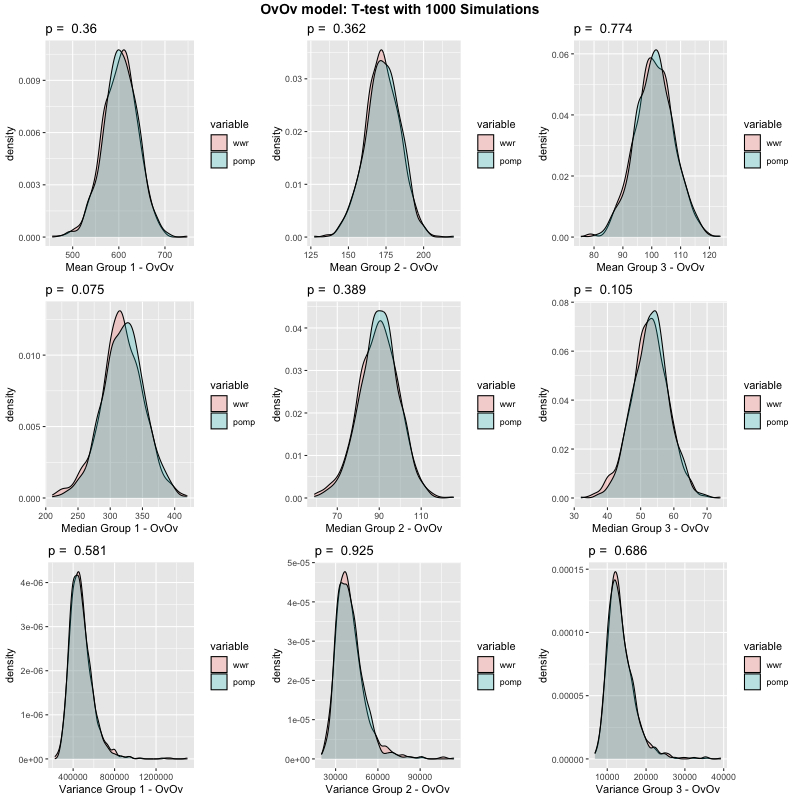 OvOv model: T-test with 1000 Simulations
p = 0.36
density
0.009
0.006
0.003
0.000
500 600 700
Mean Group 1 - OvOv
variable
wwr
pomp
p = 0.362
density
0.03
0.02
0.01
0.00
125 150 175 200
Mean Group 2 - OvOv
variable
wwr
pomp
p = 0.774
density
0.06
0.04
0.02
0.00
80 90 100 110 120
Mean Group 3 - OvOv
variable
wwr
pomp
p = 0.075
density
0.010
0.005
0.000
200 250 300 350 400
Median Group 1 - OvOv
variable
wwr
pomp
p = 0.389
density
0.04
0.03
0.02
0.01
0.00
70 90 110
Median Group 2 - OvOv
variable
wwr
pomp
p = 0.105
density
0.08
0.06
0.04
0.02
0.00
30 40 50 60 70
Median Group 3 - OvOv
variable
wwr
pomp
p = 0.581
density
4e-06
3e-06
2e-06
1e-06
0e+00
400000 800000 1200000
Variance Group 1 - OvOv
variable
wwr
pomp
p = 0.925
density
5e-05
4e-05
3e-05
2e-05
1e-05
0e+00
30000 60000 90000
Variance Group 2 - OvOv
variable
wwr
pomp
p = 0.686
density
0.00015
0.00010
0.00005
0.00000
10000 20000 30000 40000
Variance Group 3 - OvOv
variable
wwr
pomp